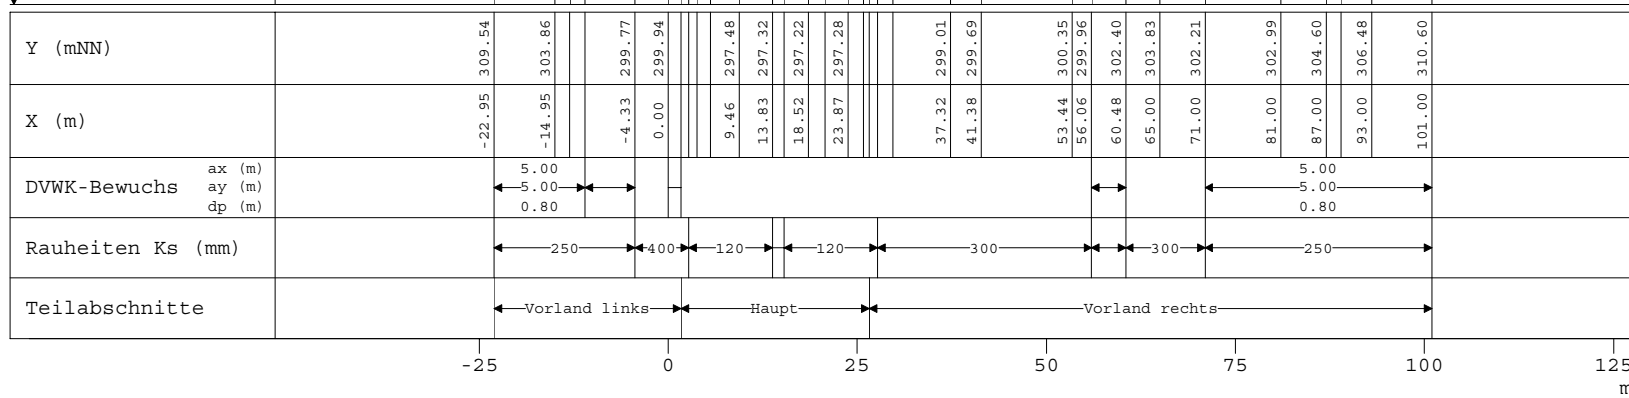 Y (mNN)
309.54 303.86 299.77 299.94 297.48 297.32 297.22 297.28 299.01 299.69 300.35 299.96 302.40 303.83 302.21 302.99 304.60 306.48 310.60
X (m)
-22.95 -14.95 -4.33 0.00 9.46 13.83 18.52 23.87 37.32 41.38 53.44 56.06 60.48 65.00 71.00 81.00 87.00 93.00 101.00
ax (m) 5.00 5.00
DVWK-Bewuchs ay (m) 5.00 5.00
dp (m) 0.80 0.80
Rauheiten Ks (mm) 250 400 120 120 300 300 250
Teilabschnitte Vorland links Haupt Vorland rechts
-25 0 25 50 75 100 125
m